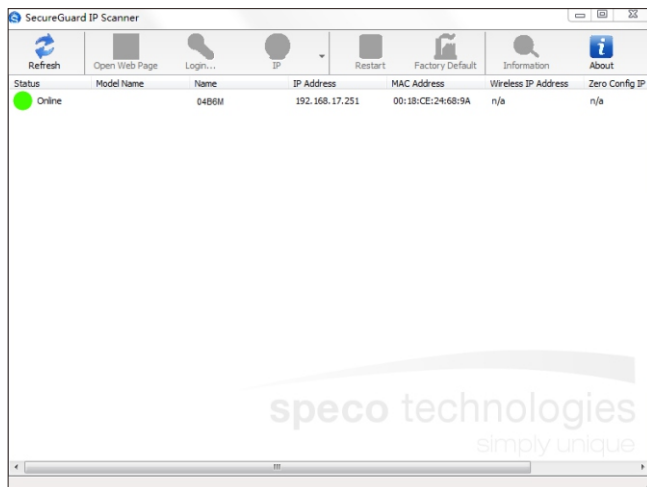 SecureGuard IP Scanner
Refresh Open Web Page Login... IP Restart Factory Default Information About
Status Model Name Name IP Address MAC Address Wireless IP Address Zero Config IP
Online 04B6M 192.168.17.251 00:18:CE:24:68:9A n/a n/a
speco technologies
simply unique